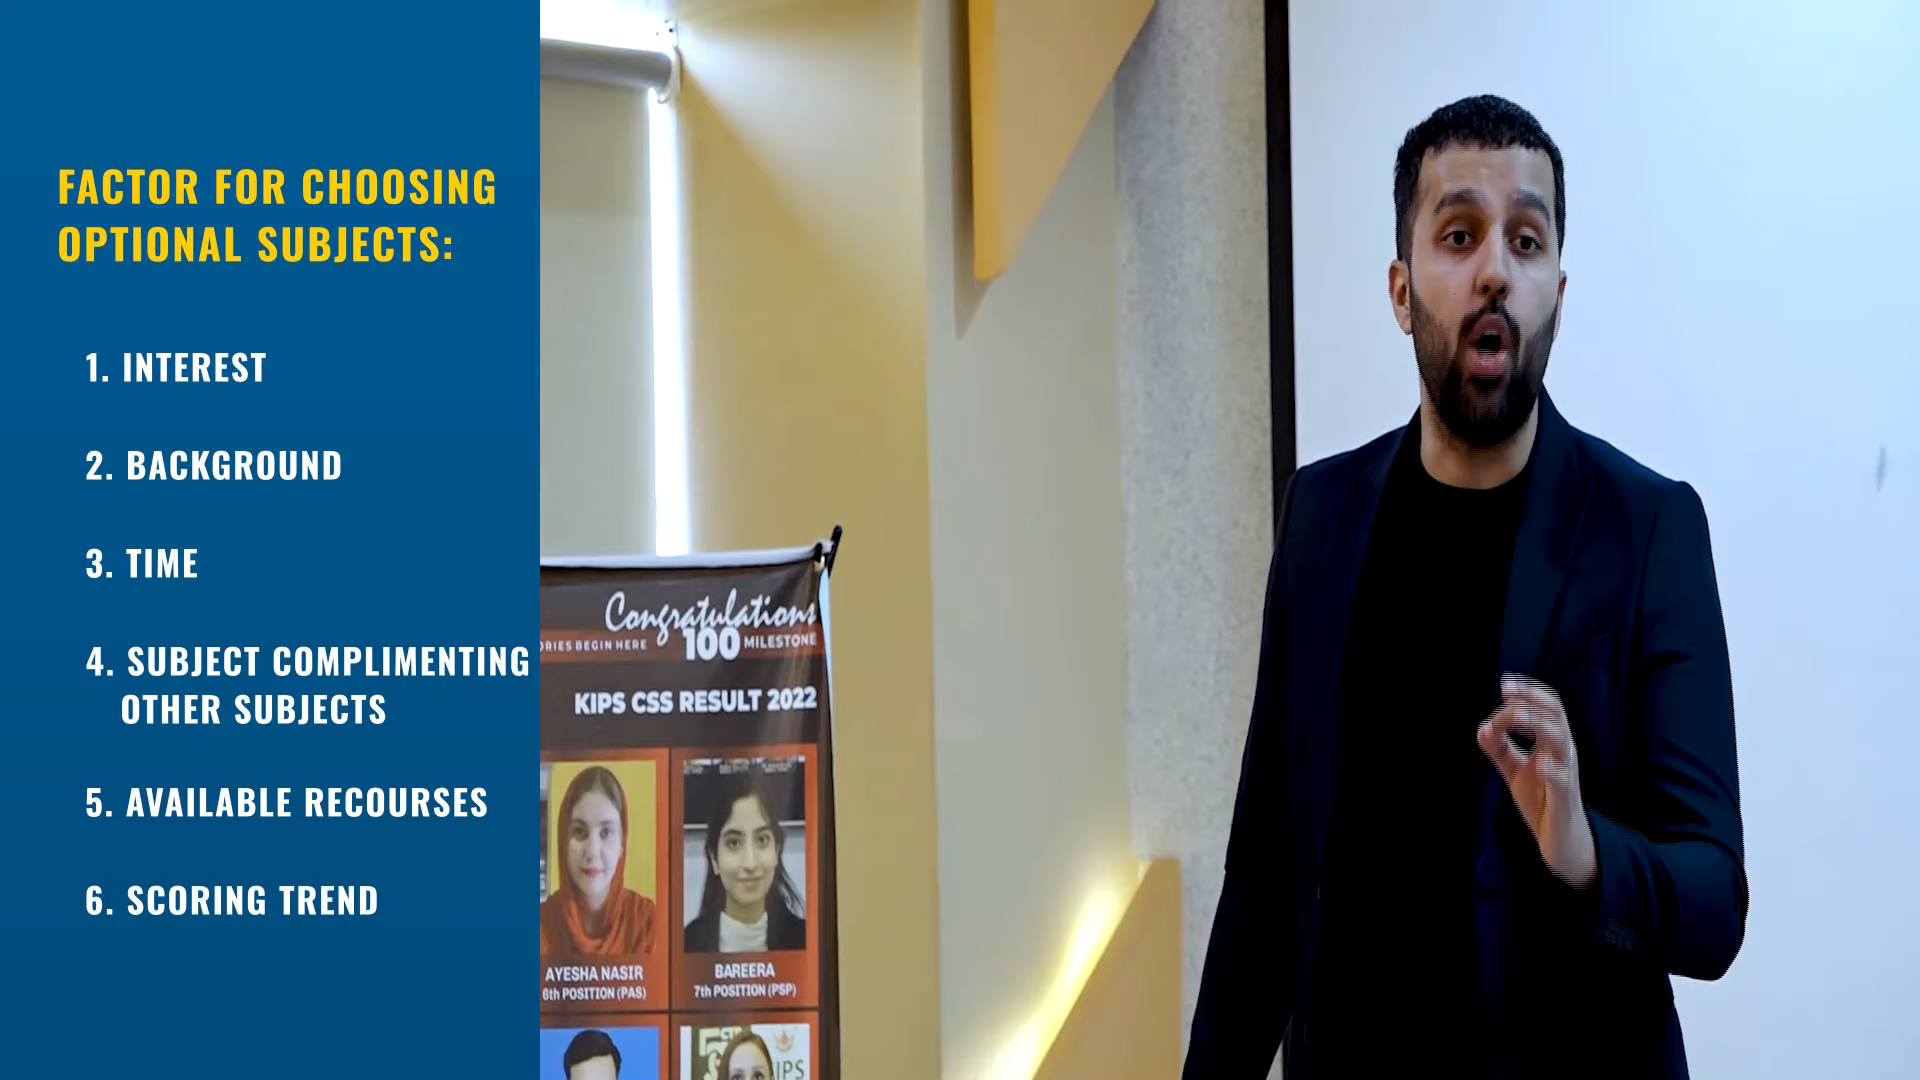 FACTOR FOR CHOOSING
OPTIONAL SUBJECTS:
1. INTEREST
2. BACKGROUND
3. TIME
4. SUBJECT COMPLIMENTING
OTHER SUBJECTS
5. AVAILABLE RECOURSES
6. SCORING TREND
Congratulations
BEGIN HERE 100 MILESTONE
KIPS CSS RESULT 2022
AYESHA NASIR
6th POSITION (PAS)
BAREERA
7th POSITION (PSP)